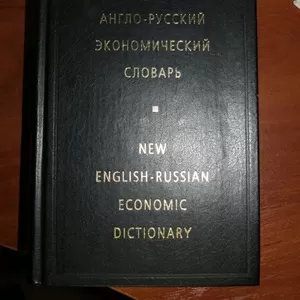 АНГЛО-РУССКИЙ
ЭКОНОМИЧЕСКИЙ
СЛОВАРЬ
NEW
ENGLISH-RUSSIAN
ECONOMIC
DICTIONARY